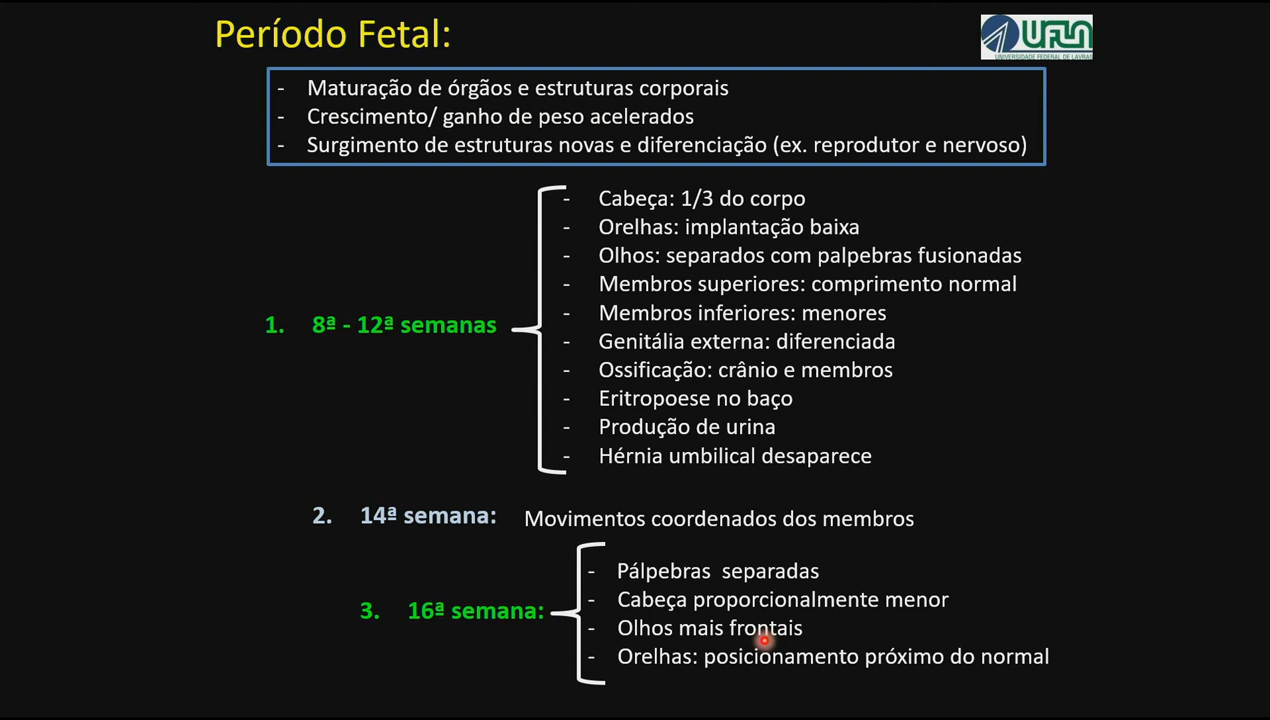 Período Fetal:
UFLA
UNIVERSIDADE FEDERAL DE LAVRAS
- Maturação de órgãos e estruturas corporais
- Crescimento/ ganho de peso acelerados
- Surgimento de estruturas novas e diferenciação (ex. reprodutor e nervoso)
1. 8ª - 12ª semanas
- Cabeça: 1/3 do corpo
- Orelhas: implantação baixa
- Olhos: separados com palpebras fusionadas
- Membros superiores: comprimento normal
- Membros inferiores: menores
- Genitália externa: diferenciada
- Ossificação: crânio e membros
- Eritropoese no baço
- Produção de urina
- Hérnia umbilical desaparece
2. 14ª semana: Movimentos coordenados dos membros
3. 16ª semana:
- Pálpebras separadas
- Cabeça proporcionalmente menor
- Olhos mais frontais
- Orelhas: posicionamento próximo do normal